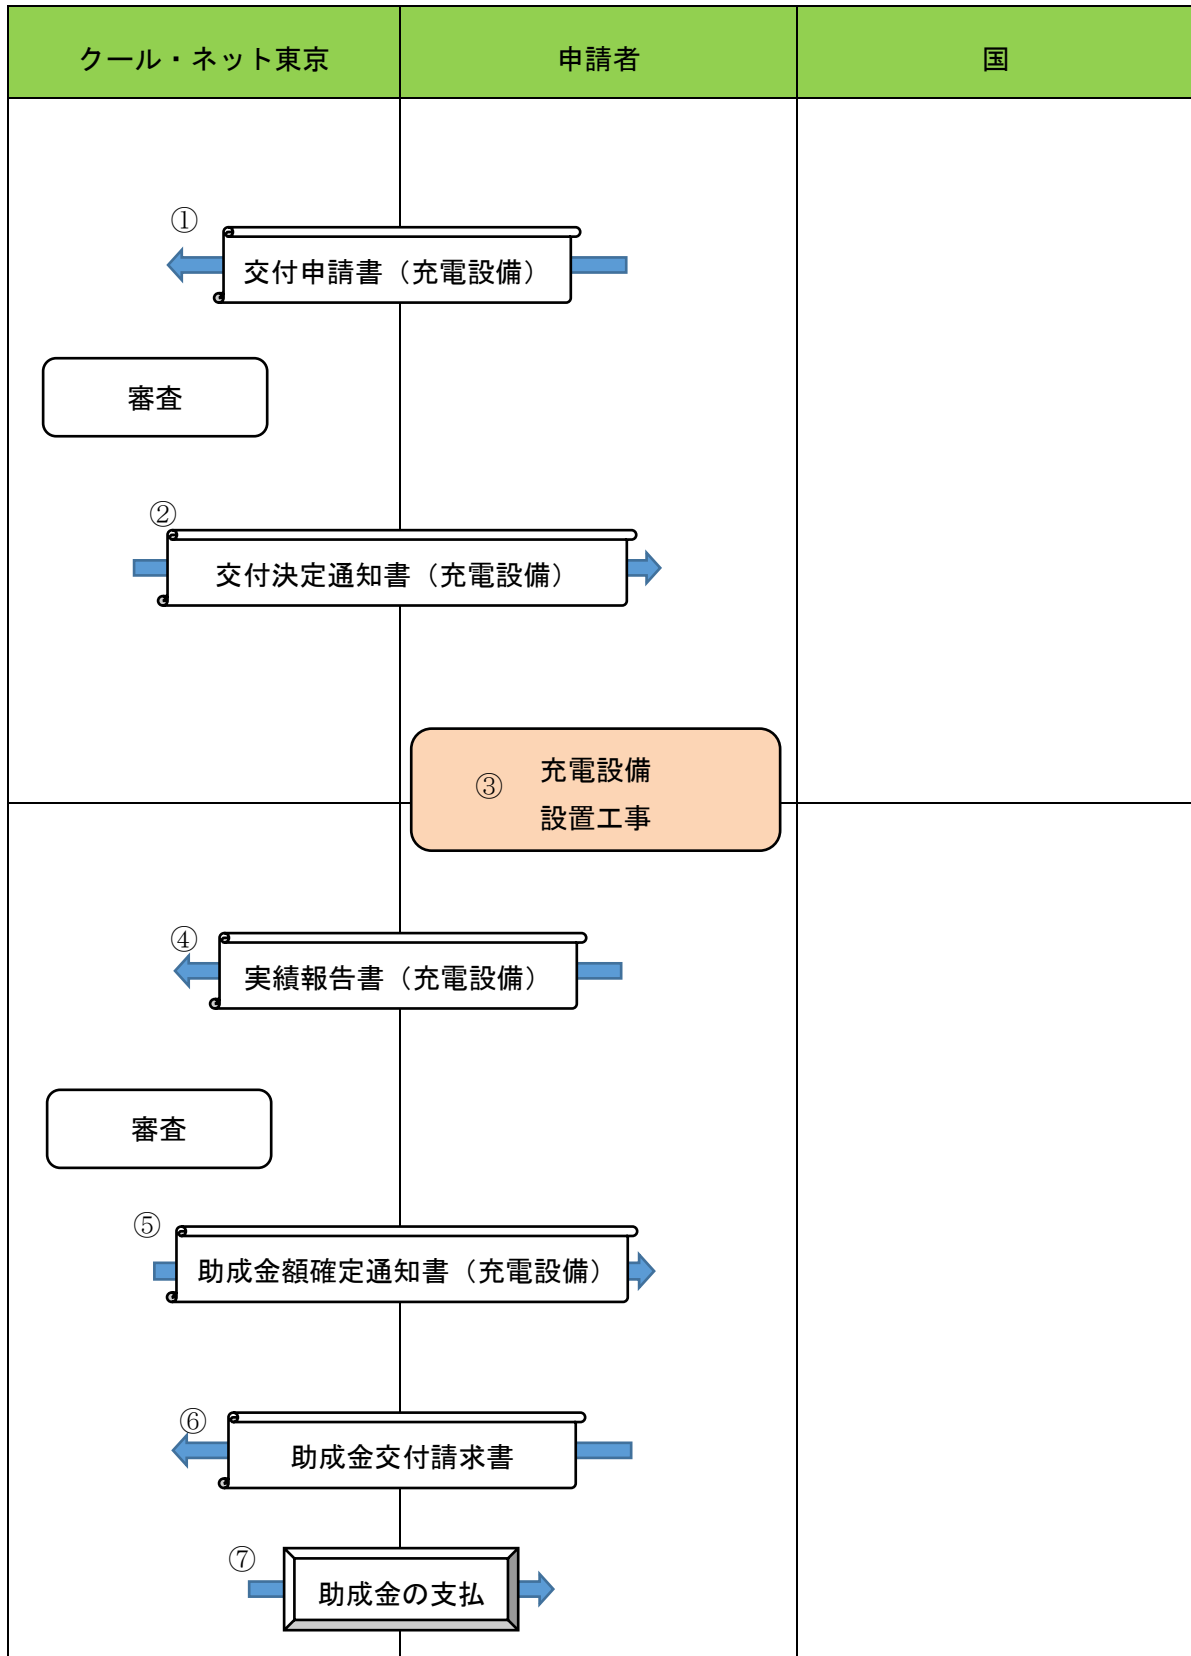 クール・ネット東京
申請者
国
①
交付申請書（充電設備）
審査
②
交付決定通知書（充電設備）
③
充電設備
設置工事
④
実績報告書（充電設備）
審査
⑤
助成金額確定通知書（充電設備）
⑥
助成金交付請求書
⑦
助成金の支払